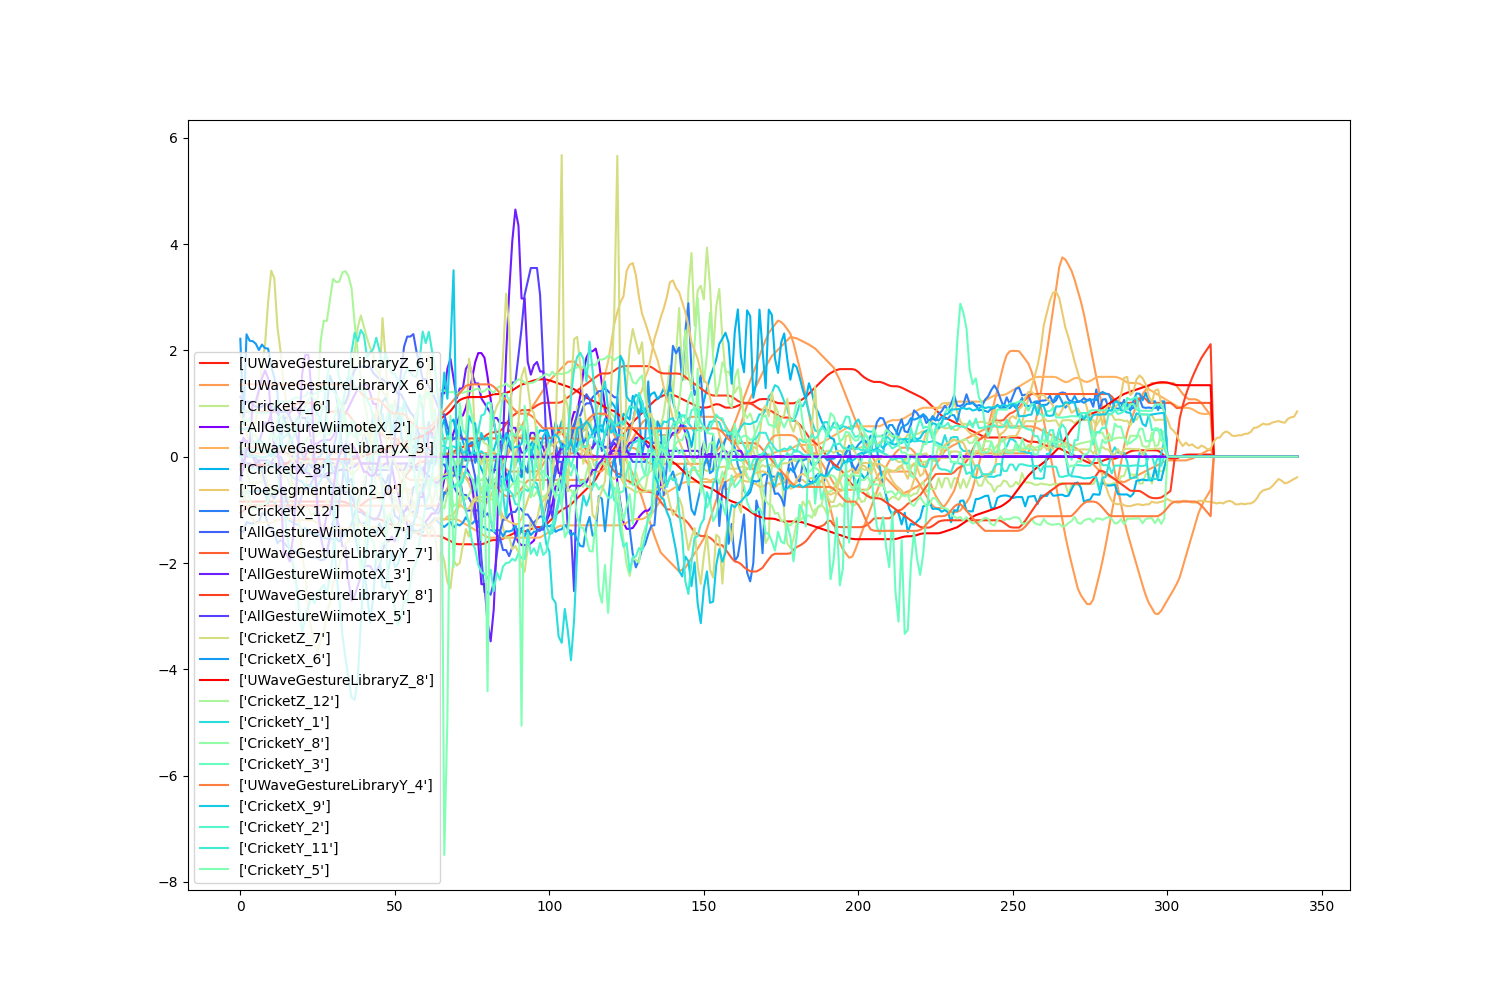 6
4
2
0
−2
−4
−6
−8
['UWaveGestureLibraryZ_6']
['UWaveGestureLibraryX_6']
['CricketZ_6']
['AllGestureWiimoteX_2']
['UWaveGestureLibraryX_3']
['CricketX_8']
['ToeSegmentation2_0']
['CricketX_12']
['AllGestureWiimoteX_7']
['UWaveGestureLibraryY_7']
['AllGestureWiimoteX_3']
['UWaveGestureLibraryY_8']
['AllGestureWiimoteX_5']
['CricketZ_7']
['CricketX_6']
['UWaveGestureLibraryZ_8']
['CricketZ_12']
['CricketY_1']
['CricketY_8']
['CricketY_3']
['UWaveGestureLibraryY_4']
['CricketX_9']
['CricketY_2']
['CricketY_11']
['CricketY_5']
0 50 100 150 200 250 300 350